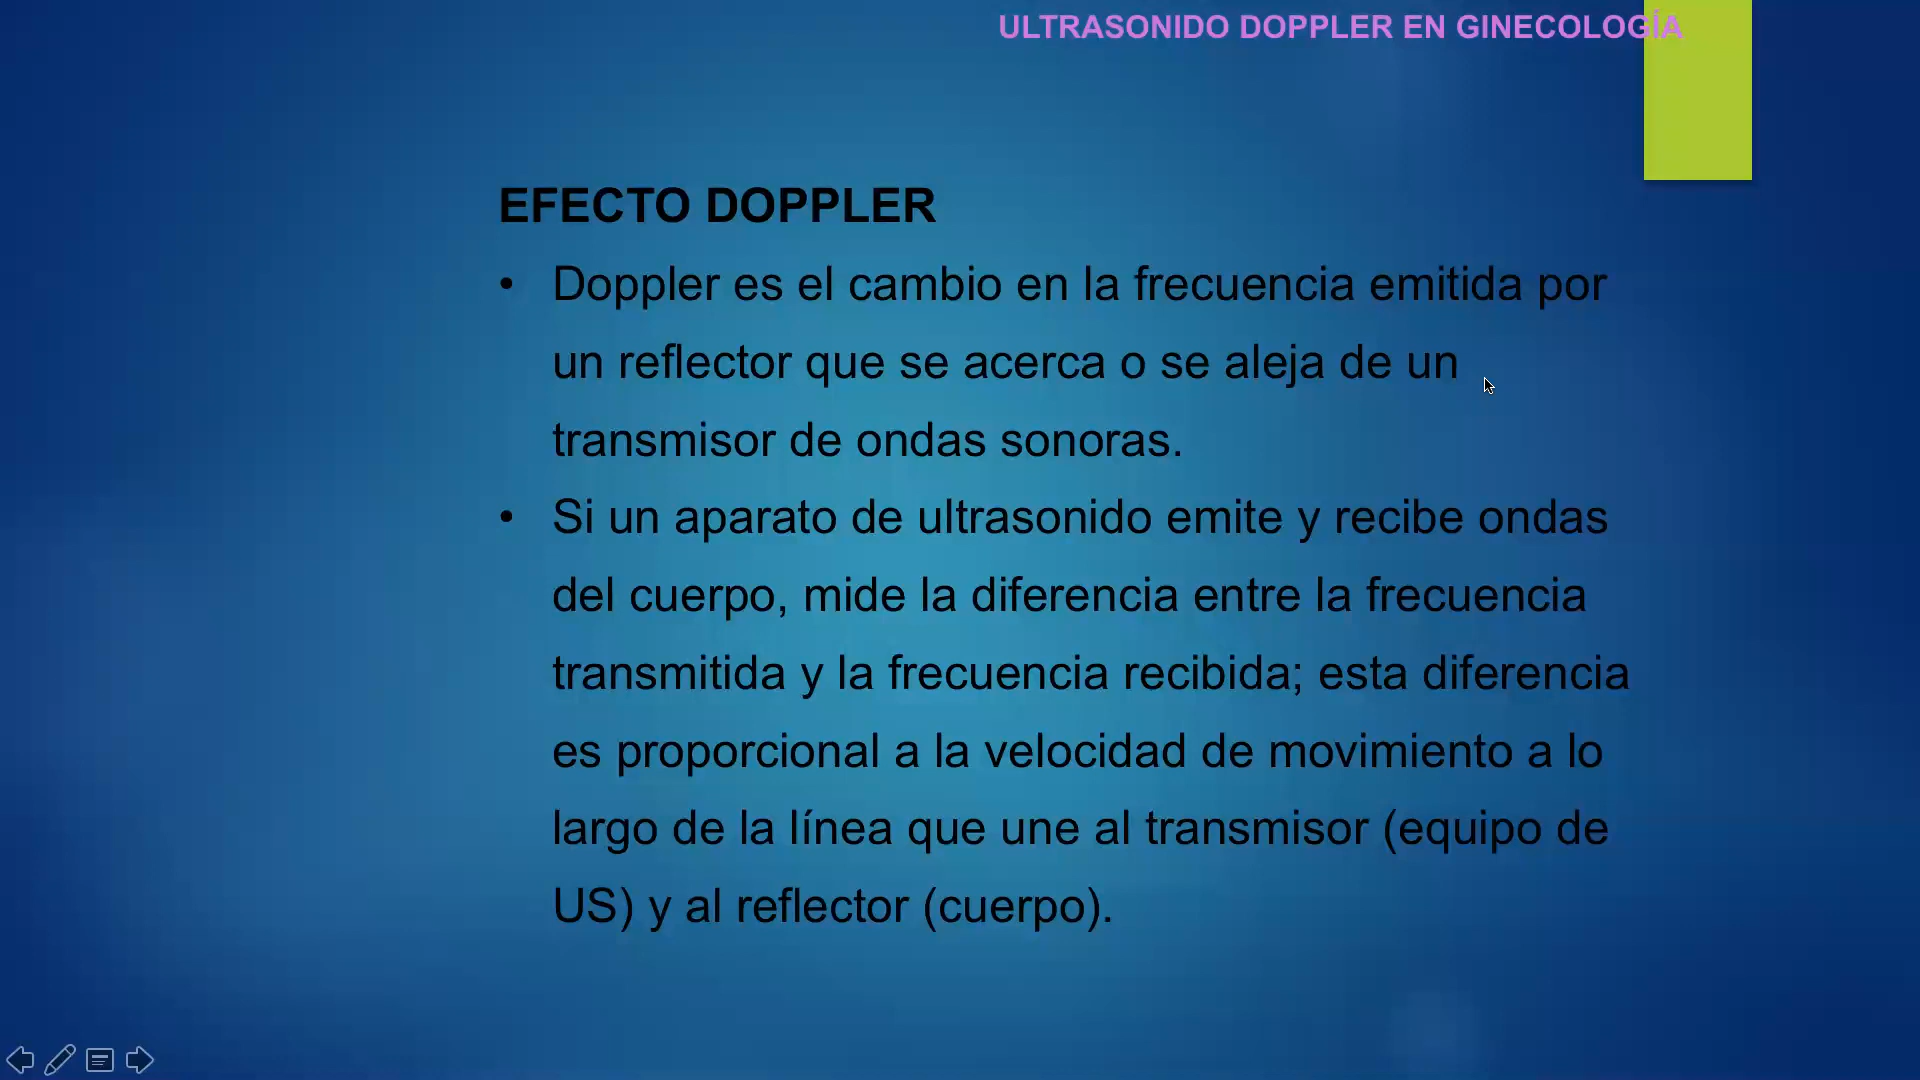 ULTRASONIDO DOPPLER EN GINECOLOGÍA
EFECTO DOPPLER
• Doppler es el cambio en la frecuencia emitida por
un reflector que se acerca o se aleja de un
transmisor de ondas sonoras.
• Si un aparato de ultrasonido emite y recibe ondas
del cuerpo, mide la diferencia entre la frecuencia
transmitida y la frecuencia recibida; esta diferencia
es proporcional a la velocidad de movimiento a lo
largo de la línea que une al transmisor (equipo de
US) y al reflector (cuerpo).